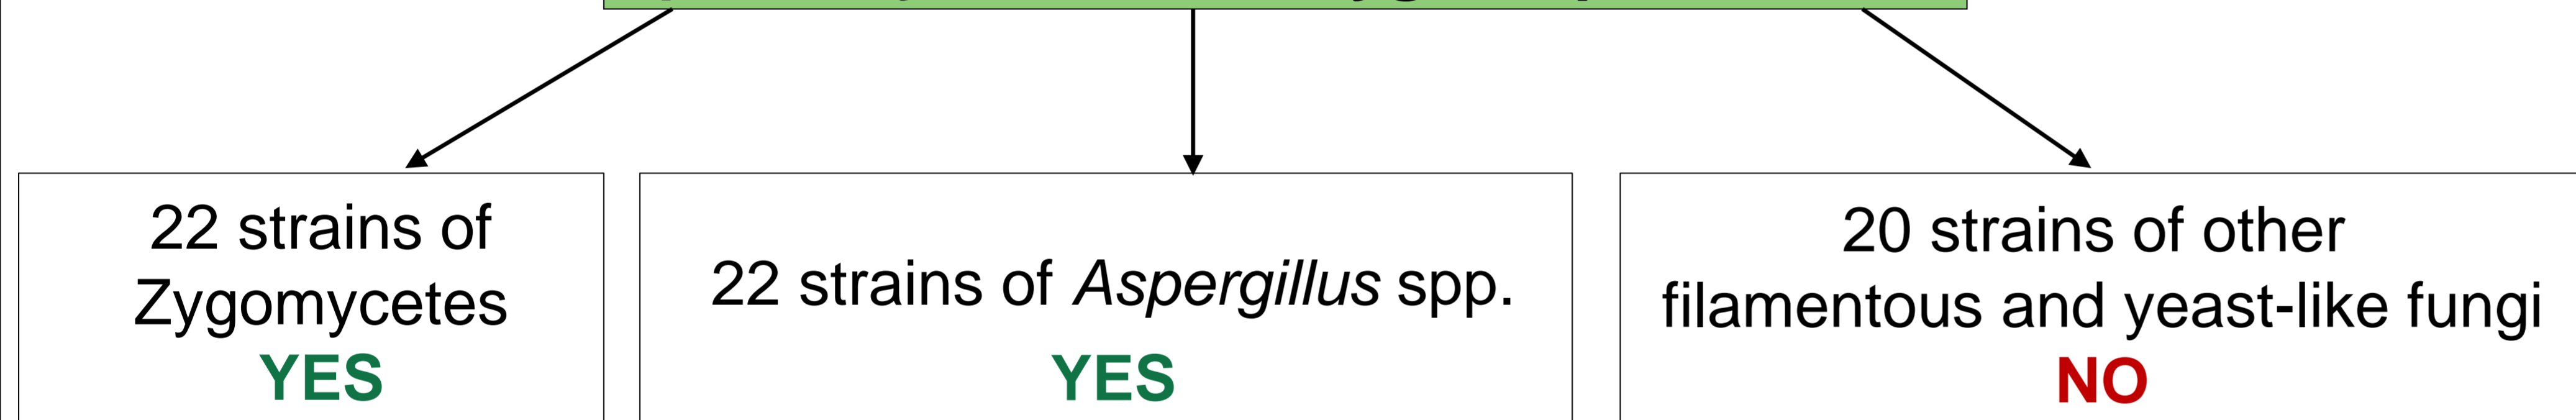 22 strains of
Zygomycetes
YES
22 strains of Aspergillus spp.
YES
20 strains of other
filamentous and yeast-like fungi
NO